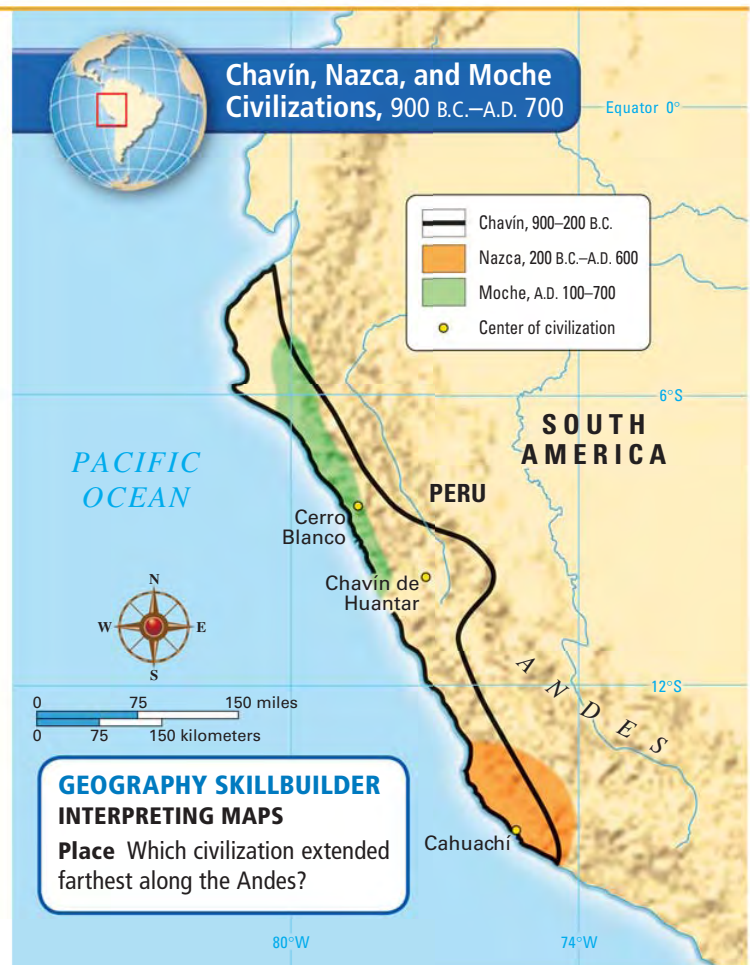 Chavín, Nazca, and Moche
Civilizations, 900 B.C.–A.D. 700
Equator 0°
Chavín, 900–200 B.C.
Nazca, 200 B.C.–A.D. 600
Moche, A.D. 100–700
Center of civilization
6°S
SOUTH
AMERICA
PACIFIC
OCEAN
PERU
Cerro
Blanco
Chavín de
Huantar
N
W
E
S
ANDES
12°S
0 75 150 miles
0 75 150 kilometers
GEOGRAPHY SKILLBUILDER
INTERPRETING MAPS
Place Which civilization extended
farthest along the Andes?
Cahuachí
80°W
74°W